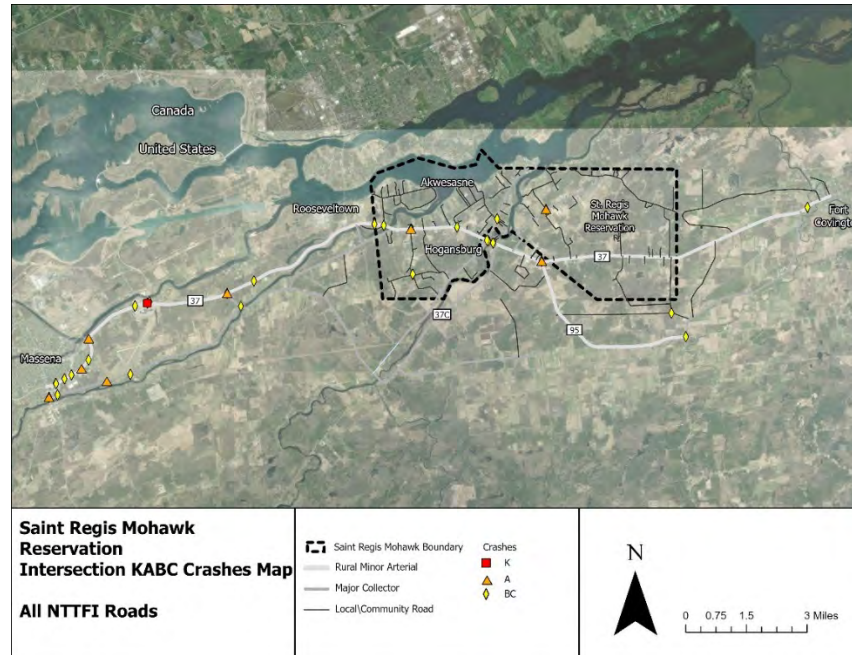 Canada
United States
Akwesasne
Rooseveltown
St. Regis
Mohawk
Reservation
Fort
Covington
Hogansburg
37
37
37C
95
Massena
Saint Regis Mohawk
Reservation
Intersection KABC Crashes Map
All NTTFI Roads
Saint Regis Mohawk Boundary
Rural Minor Arterial
Major Collector
Local\Community Road
Crashes
K
A
BC
N
0 0.75 1.5 3 Miles